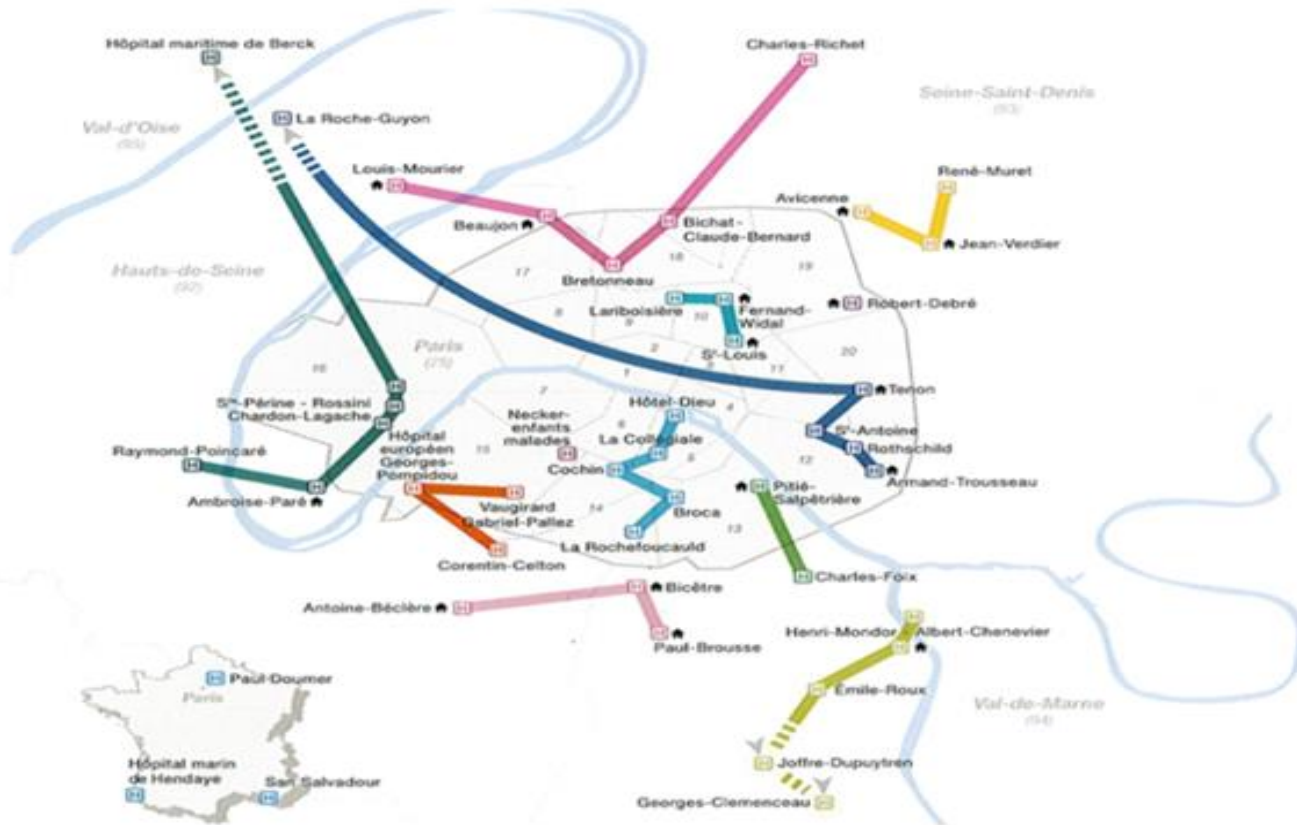 Hôpital maritime de Berck
Charles-Richet
Seine-Saint-Denis
(93)
La Roche-Guyon
Val-d'Oise
(95)
Louis-Mourier
René-Muret
Avicenne
Beaujon
Bichat-
Claude-Bernard
Jean-Verdier
18
19
17
Hauts-de-Seine
(92)
Bretonneau
Lariboisière
10
Fernand-
Widal
Robert-Debré
8
9
2
3
Sᵗ-Louis
Paris
(75)
16
1
11
20
7
4
Tenon
Sᵗᵉ-Périne - Rossini
Chardon-Lagache
Hôtel-Dieu
Necker-
enfants
malades
6
La Collégiale
5
Sᵗ-Antoine
Rothschild
12
Armand-Trousseau
Hôpital
européen
Georges-
Pompidou
15
Raymond-Poincaré
Cochin
Ambroise-Paré
Vaugirard
Gabriel-Pallez
14
Broca
Pitié-
Salpêtrière
13
La Rochefoucauld
Corentin-Celton
Charles-Foix
Bicêtre
Antoine-Béclère
Paul-Brousse
Henri-Mondor
Albert-Chenevier
Émile-Roux
Val-de-Marne
(94)
Joffre-Dupuytren
Georges-Clemenceau
Paul-Doumer
Paris
Hôpital marin
de Hendaye
San Salvadour